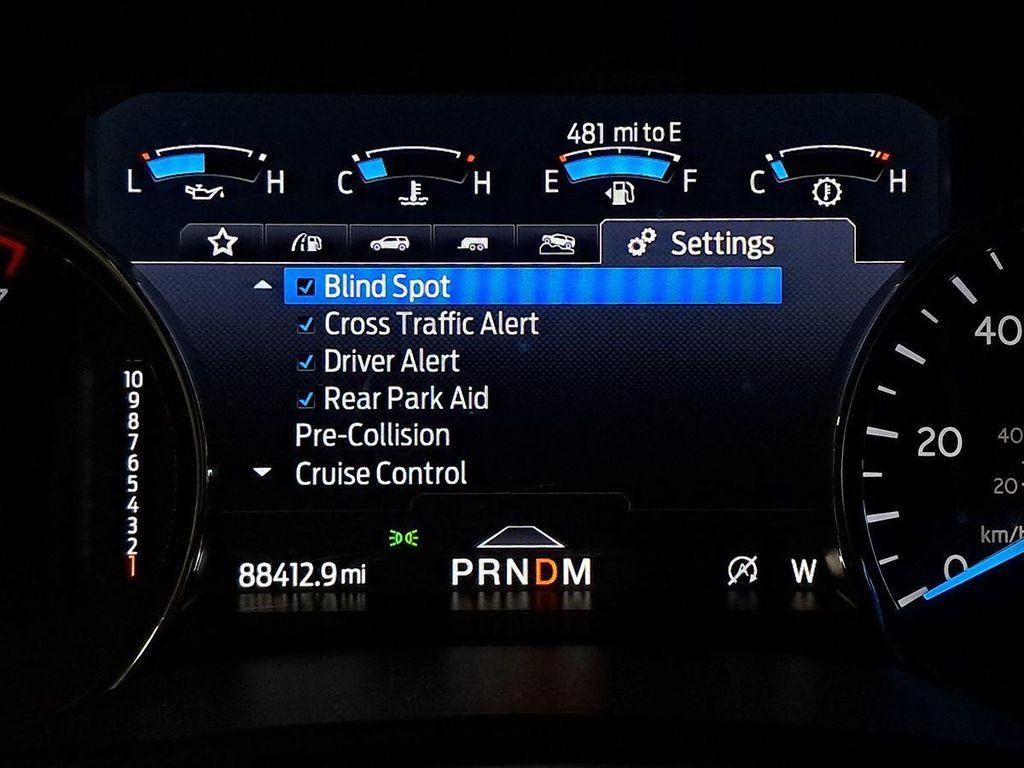 481 mi to E
L H C H E F C H
Settings
Blind Spot
Cross Traffic Alert
Driver Alert
Rear Park Aid
Pre-Collision
Cruise Control
10
9
8
7
6
5
4
3
2
1
40
20 40
20
km/h
0
88412.9 mi PRNDM W